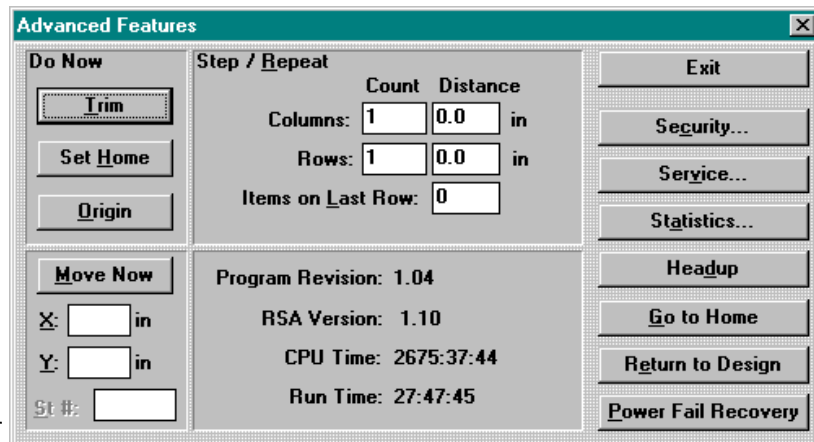 Advanced Features
Do Now
Trim
Set Home
Origin
Step / Repeat
Count Distance
Columns: 1 0.0 in
Rows: 1 0.0 in
Items on Last Row: 0
Move Now
X: in
Y: in
St #:
Program Revision: 1.04
RSA Version: 1.10
CPU Time: 2675:37:44
Run Time: 27:47:45
Exit
Security...
Service...
Statistics...
Headup
Go to Home
Return to Design
Power Fail Recovery